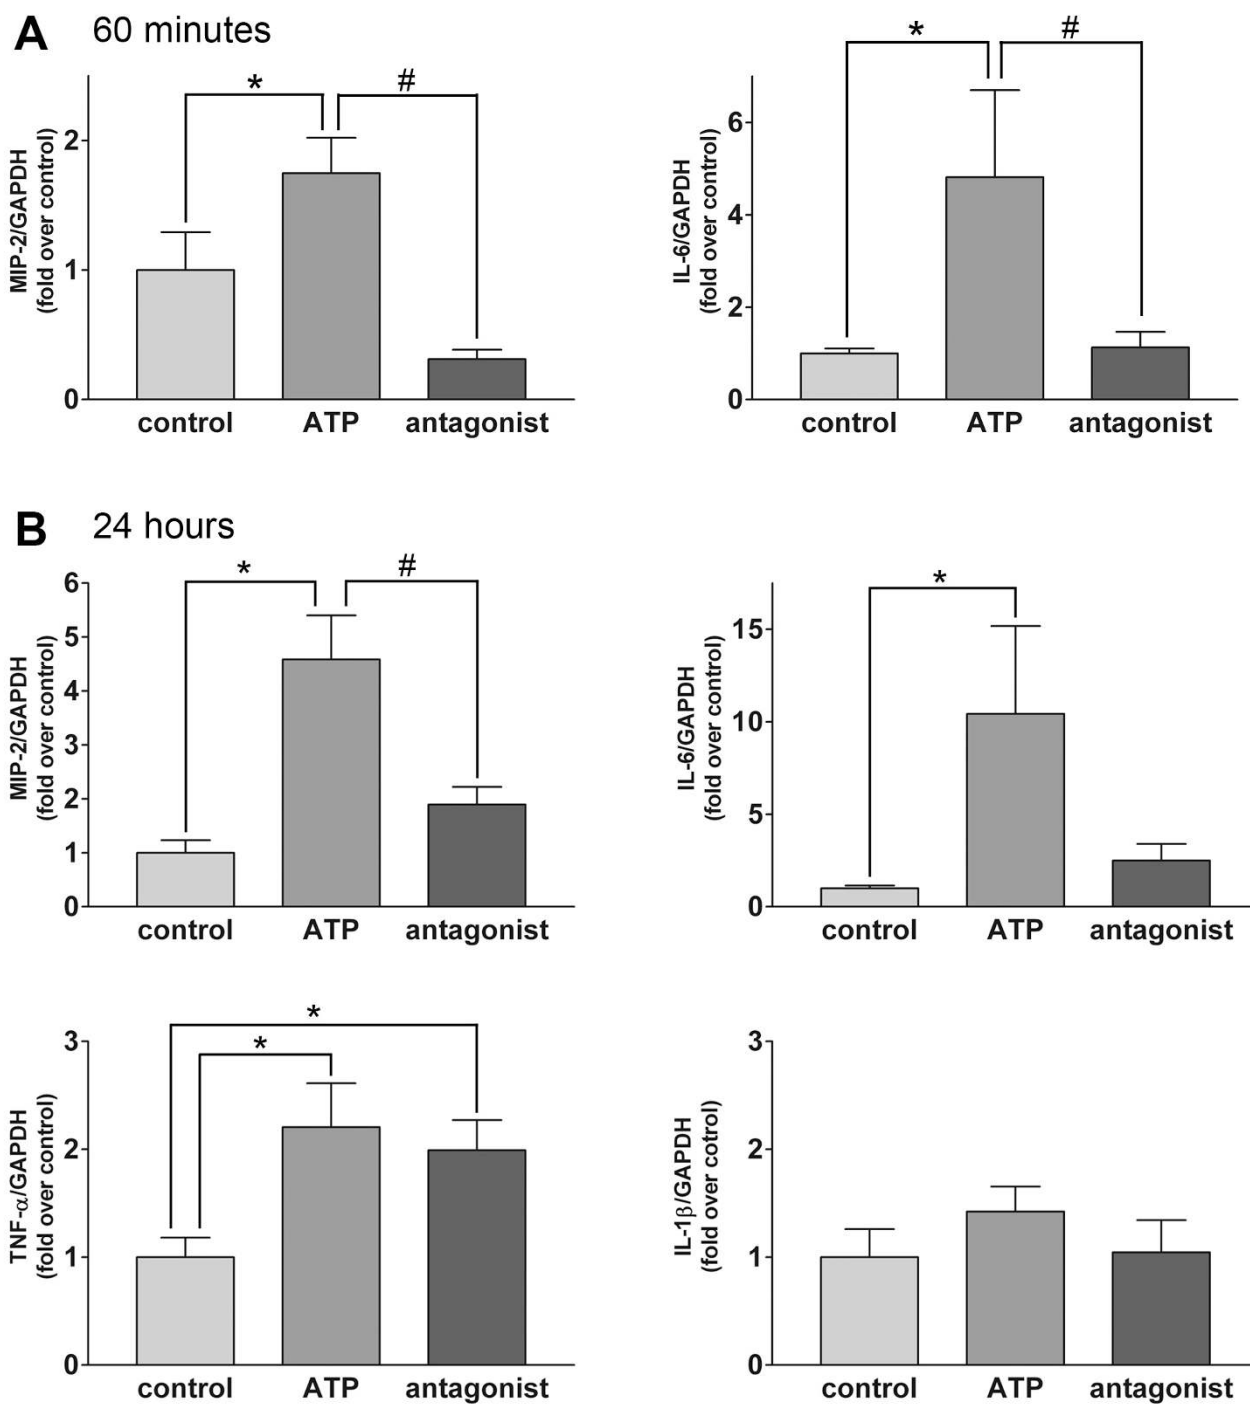 A 60 minutes
* #
MIP-2/GAPDH
(fold over control)
2
1
0
control ATP antagonist
* #
IL-6/GAPDH
(fold over control)
6
4
2
0
control ATP antagonist
B 24 hours
* #
MIP-2/GAPDH
(fold over control)
6
5
4
3
2
1
0
control ATP antagonist
*
IL-6/GAPDH
(fold over control)
15
10
5
0
control ATP antagonist
*
*
TNF-α/GAPDH
(fold over control)
3
2
1
0
control ATP antagonist
IL-1β/GAPDH
(fold over cotrol)
3
2
1
0
control ATP antagonist